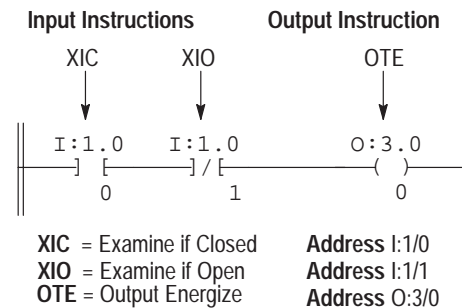 Input Instructions Output Instruction
XIC XIO OTE
I:1.0 I:1.0 O:3.0
] [ ]/[ ( )
0 1 0
XIC = Examine if Closed Address I:1/0
XIO = Examine if Open Address I:1/1
OTE = Output Energize Address O:3/0